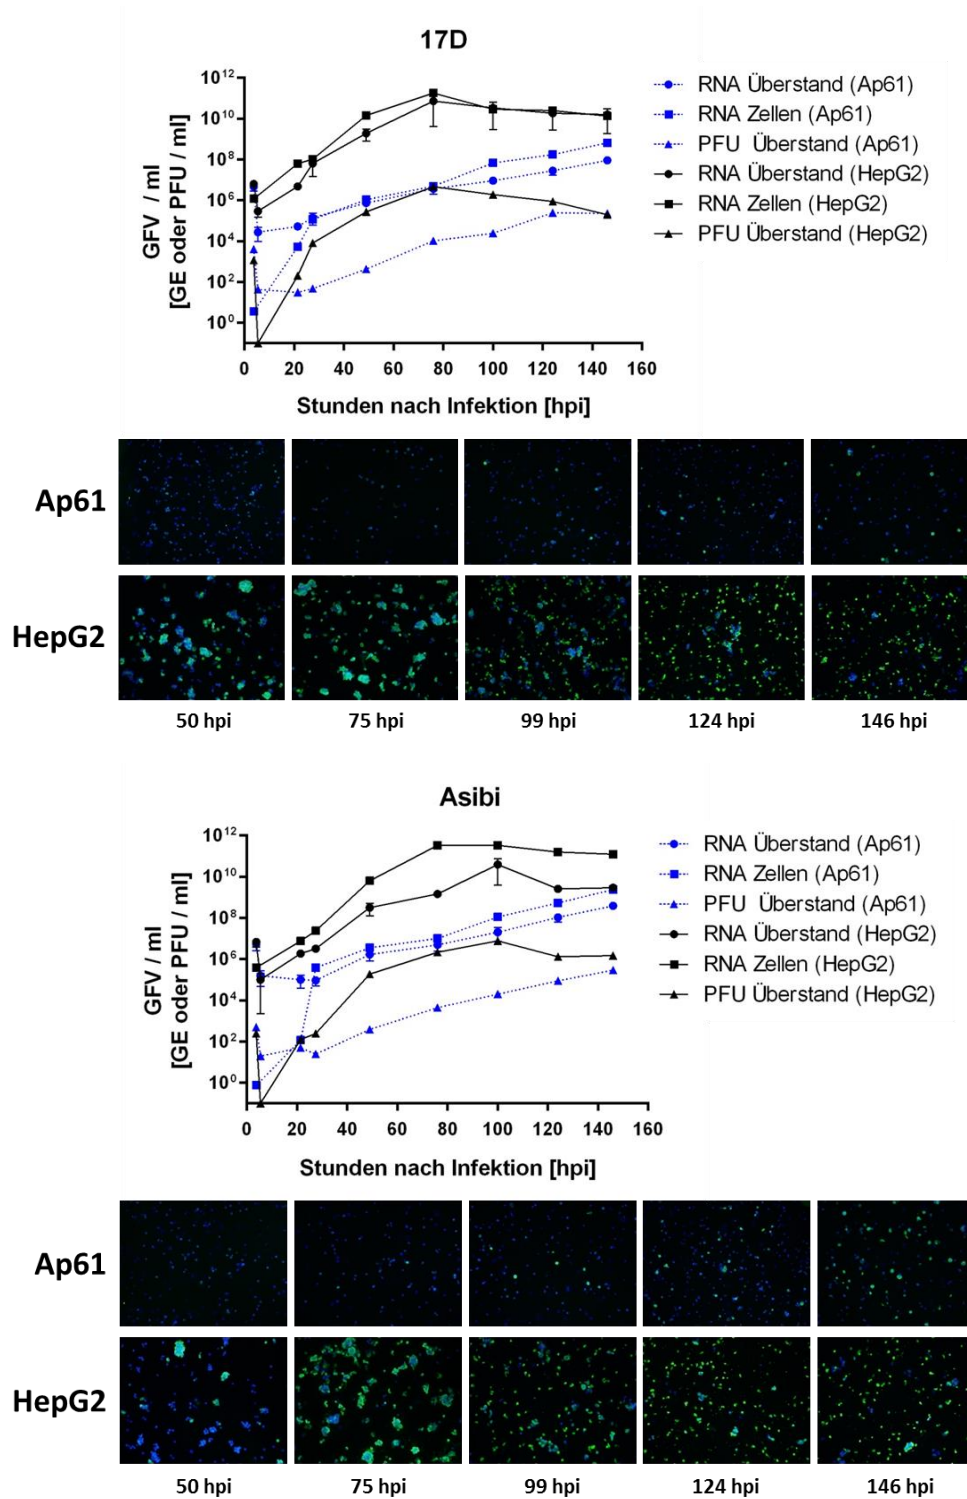 17D
GFV / ml
[GE oder PFU / ml]
10¹²
10¹⁰
10⁸
10⁶
10⁴
10²
10⁰
0 20 40 60 80 100 120 140 160
Stunden nach Infektion [hpi]
RNA Überstand (Ap61)
RNA Zellen (Ap61)
PFU Überstand (Ap61)
RNA Überstand (HepG2)
RNA Zellen (HepG2)
PFU Überstand (HepG2)
Ap61
HepG2
50 hpi 75 hpi 99 hpi 124 hpi 146 hpi
Asibi
GFV / ml
[GE oder PFU / ml]
10¹²
10¹⁰
10⁸
10⁶
10⁴
10²
10⁰
0 20 40 60 80 100 120 140 160
Stunden nach Infektion [hpi]
RNA Überstand (Ap61)
RNA Zellen (Ap61)
PFU Überstand (Ap61)
RNA Überstand (HepG2)
RNA Zellen (HepG2)
PFU Überstand (HepG2)
Ap61
HepG2
50 hpi 75 hpi 99 hpi 124 hpi 146 hpi